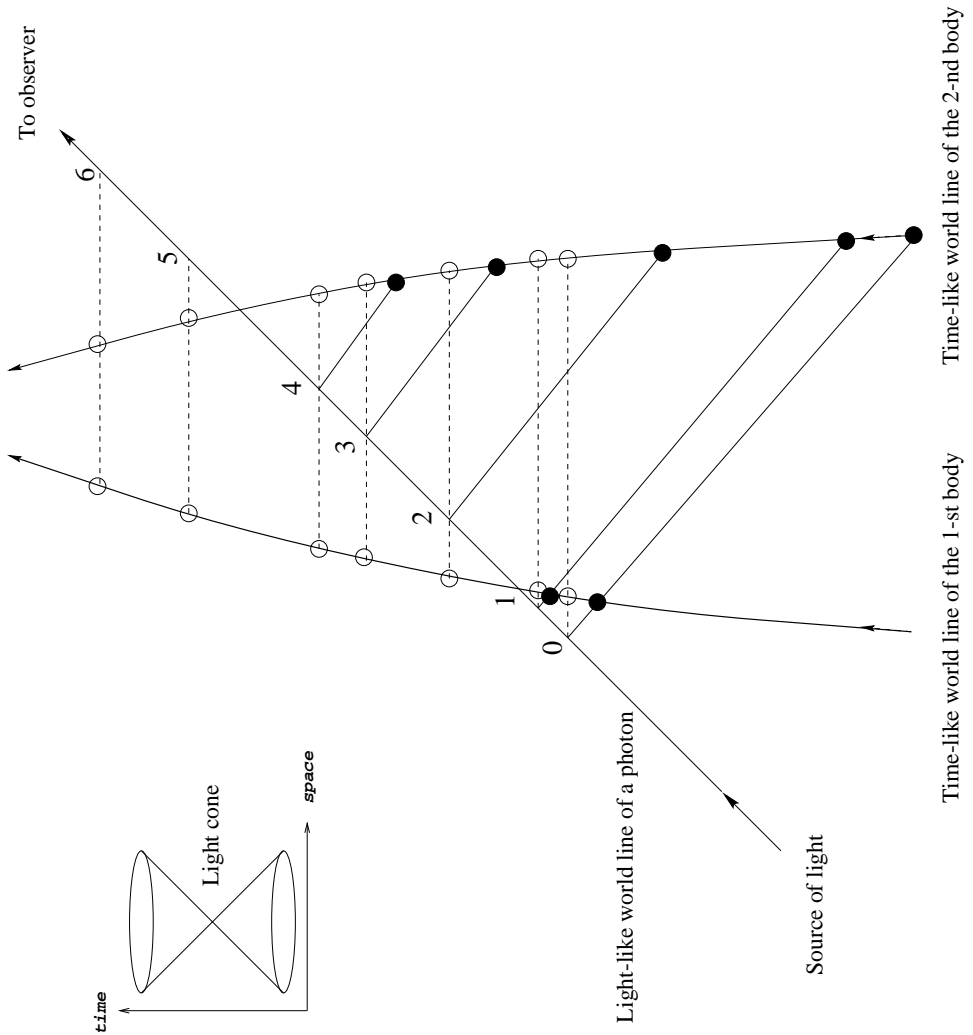 To observer
6
5
4
3
2
1
0
time
Light cone
space
Light-like world line of a photon
Source of light
Time-like world line of the 1-st body
Time-like world line of the 2-nd body